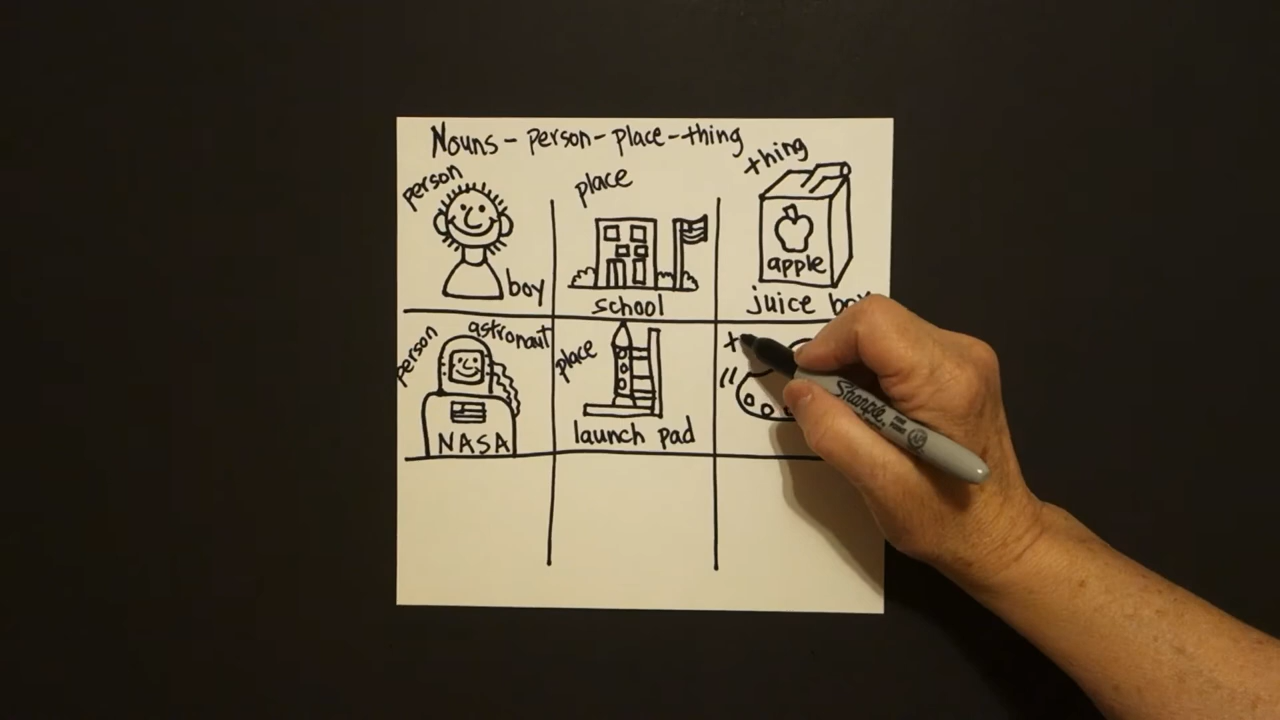 Nouns - person - place - thing
person
place
thing
boy
school
apple
juice box
person
astronaut
place
NASA
launch pad
Sharpie